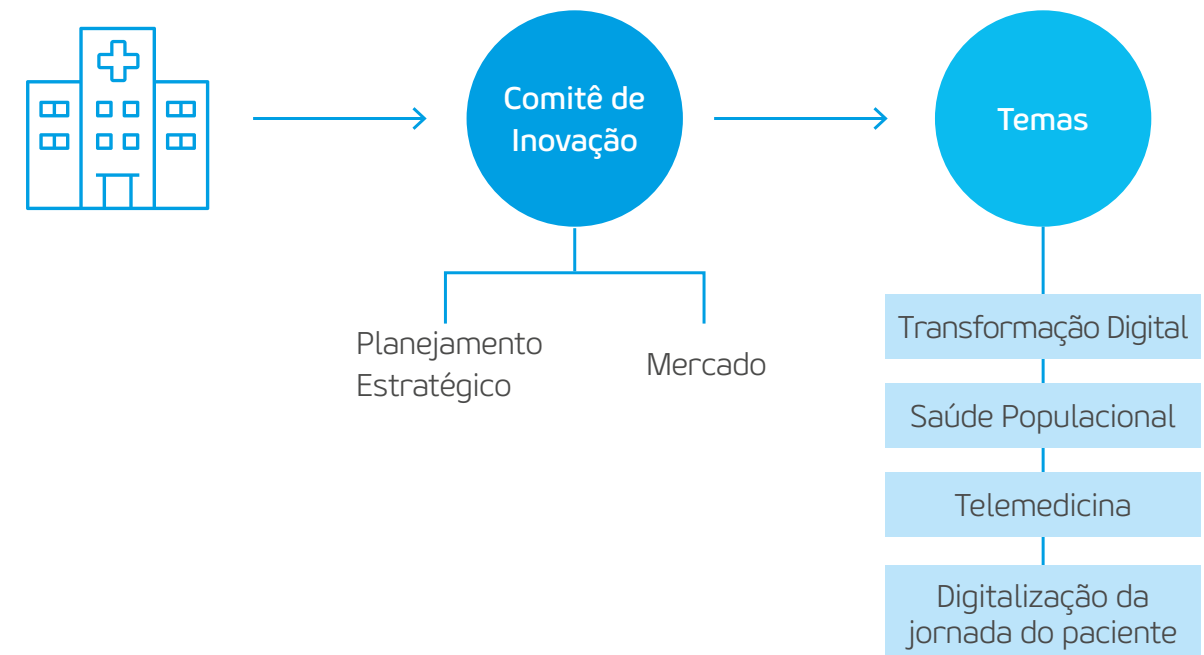 Comitê de
Inovação
Temas
Planejamento
Estratégico
Mercado
Transformação Digital
Saúde Populacional
Telemedicina
Digitalização da
jornada do paciente